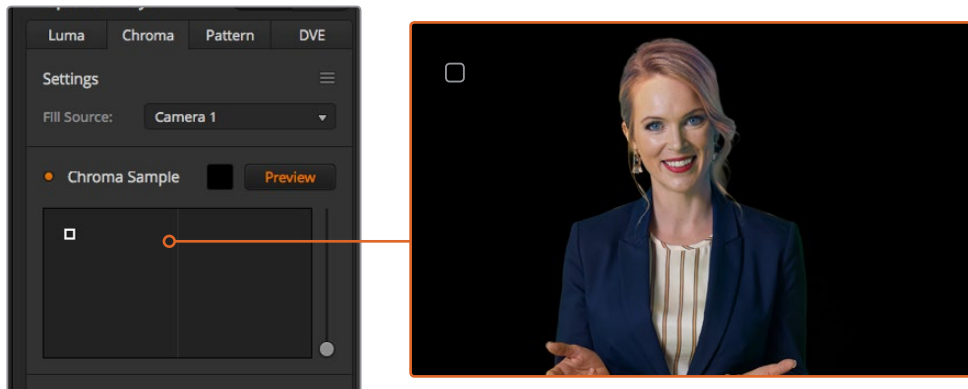 Luma Chroma Pattern DVE
Settings
Fill Source: Camera 1
Chroma Sample Preview